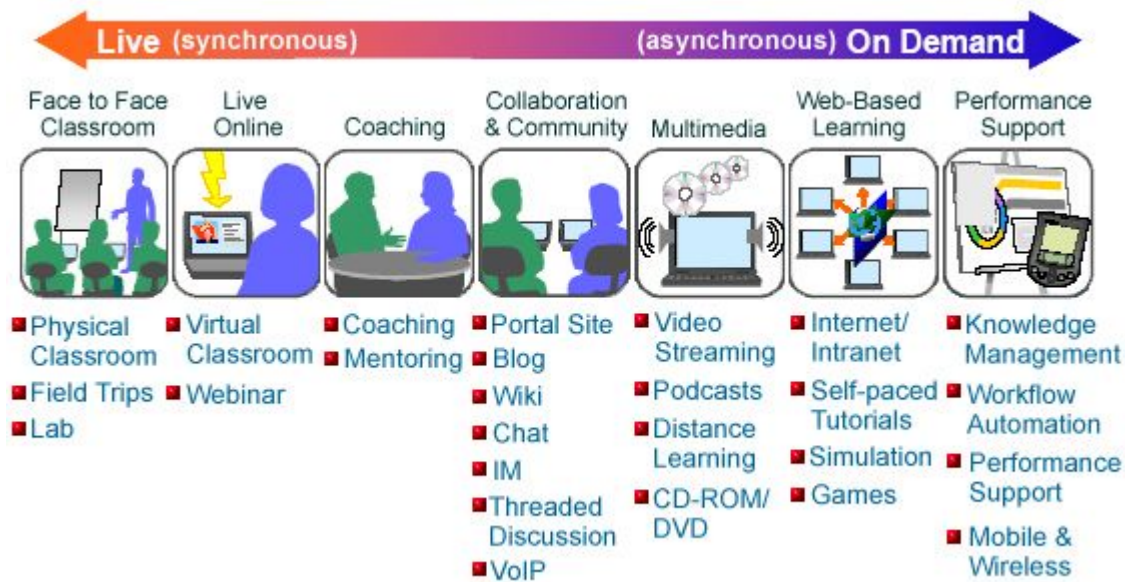 Live (synchronous) (asynchronous) On Demand
Face to Face
Classroom
Live
Online
Coaching
Collaboration
& Community
Multimedia
Web-Based
Learning
Performance
Support
Physical
Classroom
Field Trips
Lab
Virtual
Classroom
Webinar
Coaching
Mentoring
Portal Site
Blog
Wiki
Chat
IM
Threaded
Discussion
VoIP
Video
Streaming
Podcasts
Distance
Learning
CD-ROM/
DVD
Internet/
Intranet
Self-paced
Tutorials
Simulation
Games
Knowledge
Management
Workflow
Automation
Performance
Support
Mobile &
Wireless